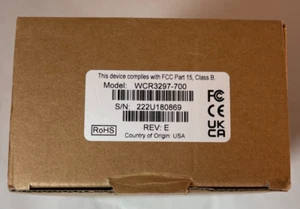 This device complies with FCC Part 15, Class B.
Model: WCR3297-700
S/N: 222U180869
RoHS
REV: E
Country of Origin: USA
FC
CE
UK
CA